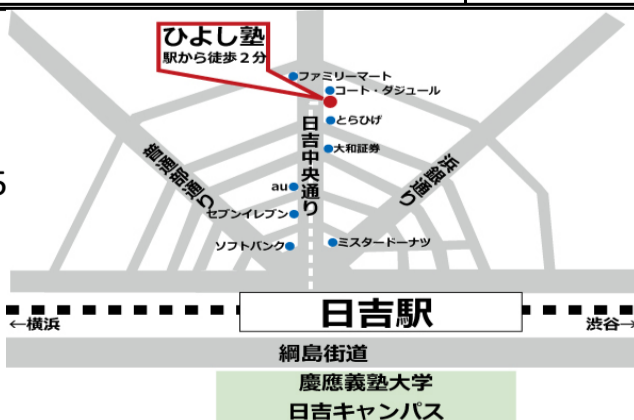 ひよし塾
駅から徒歩2分
ファミリーマート
コート・ダジュール
とらひげ
大和証券
日吉中央通り
普通部通り
浜銀通り
au
セブンイレブン
ソフトバンク
ミスタードーナツ
5
日吉駅
←横浜
渋谷→
綱島街道
慶應義塾大学
日吉キャンパス